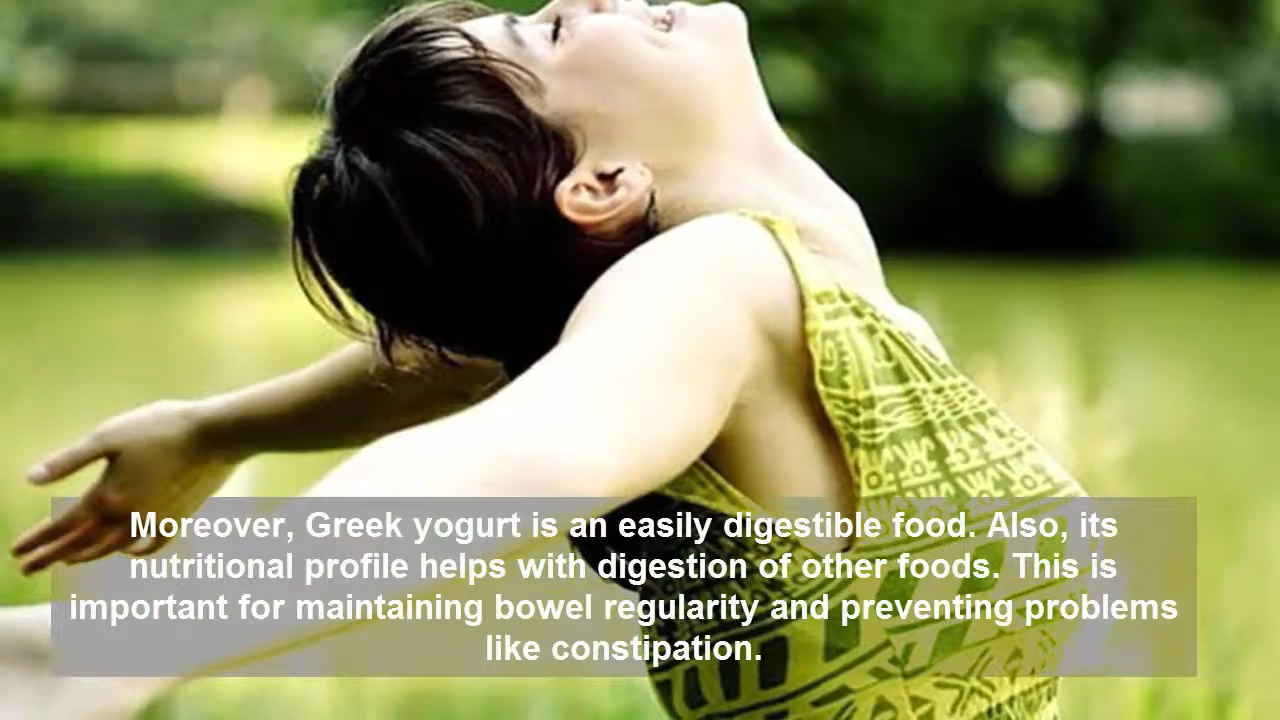 Moreover, Greek yogurt is an easily digestible food. Also, its
nutritional profile helps with digestion of other foods. This is
important for maintaining bowel regularity and preventing problems
like constipation.